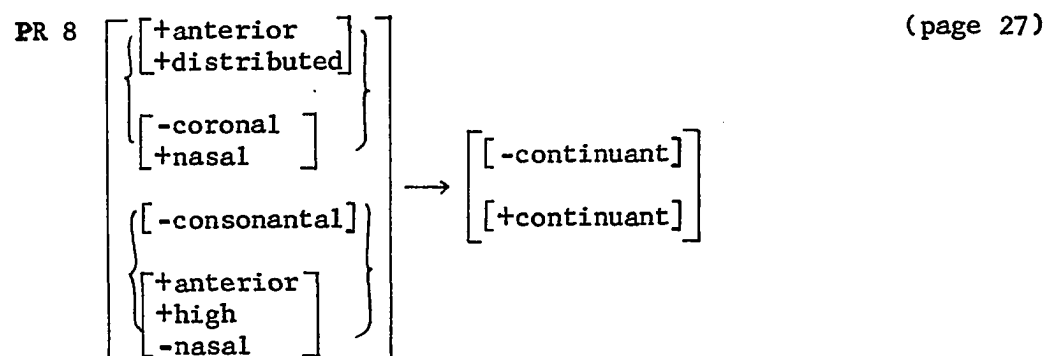 PR 8 (page 27)
[+anterior
+distributed]
[-coronal
+nasal]
[-consonantal]
[+anterior
+high
-nasal
→ [-continuant]
[+continuant]